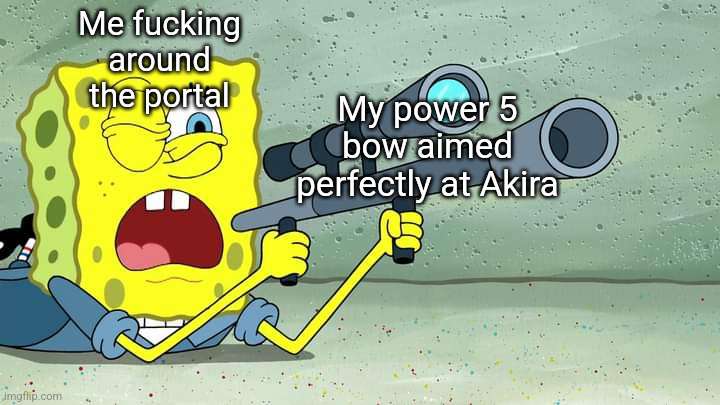 Me fucking
around
the portal
My power 5
bow aimed
perfectly at Akira
imgflip.com